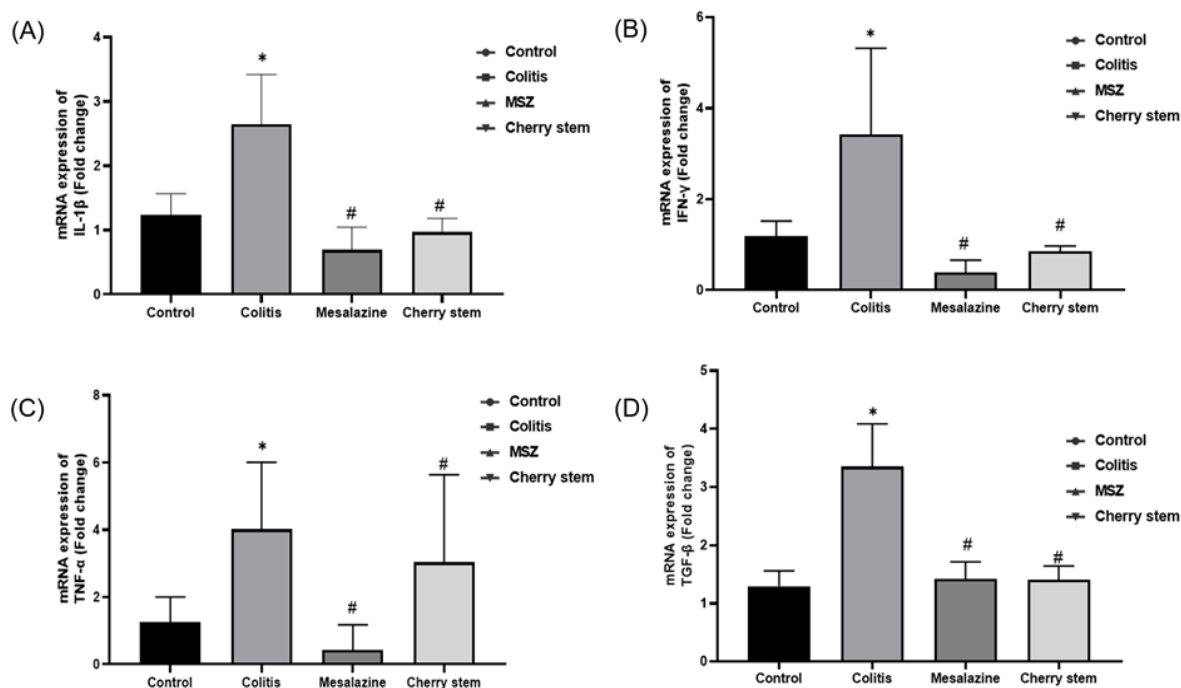 (A)
mRNA expression of
IL-1β (Fold change)
4
3
2
1
0
*
#
#
Control
Colitis
Mesalazine
Cherry stem
Control
Colitis
MSZ
Cherry stem
(B)
mRNA expression of
IFN-γ (Fold change)
6
4
2
0
*
#
#
Control
Colitis
Mesalazine
Cherry stem
Control
Colitis
MSZ
Cherry stem
(C)
mRNA expression of
TNF-α (Fold change)
8
6
4
2
0
*
#
#
Control
Colitis
Mesalazine
Cherry stem
Control
Colitis
MSZ
Cherry stem
(D)
mRNA expression of
TGF-β (Fold change)
5
4
3
2
1
0
*
#
#
Control
Colitis
Mesalazine
Cherry stem
Control
Colitis
MSZ
Cherry stem